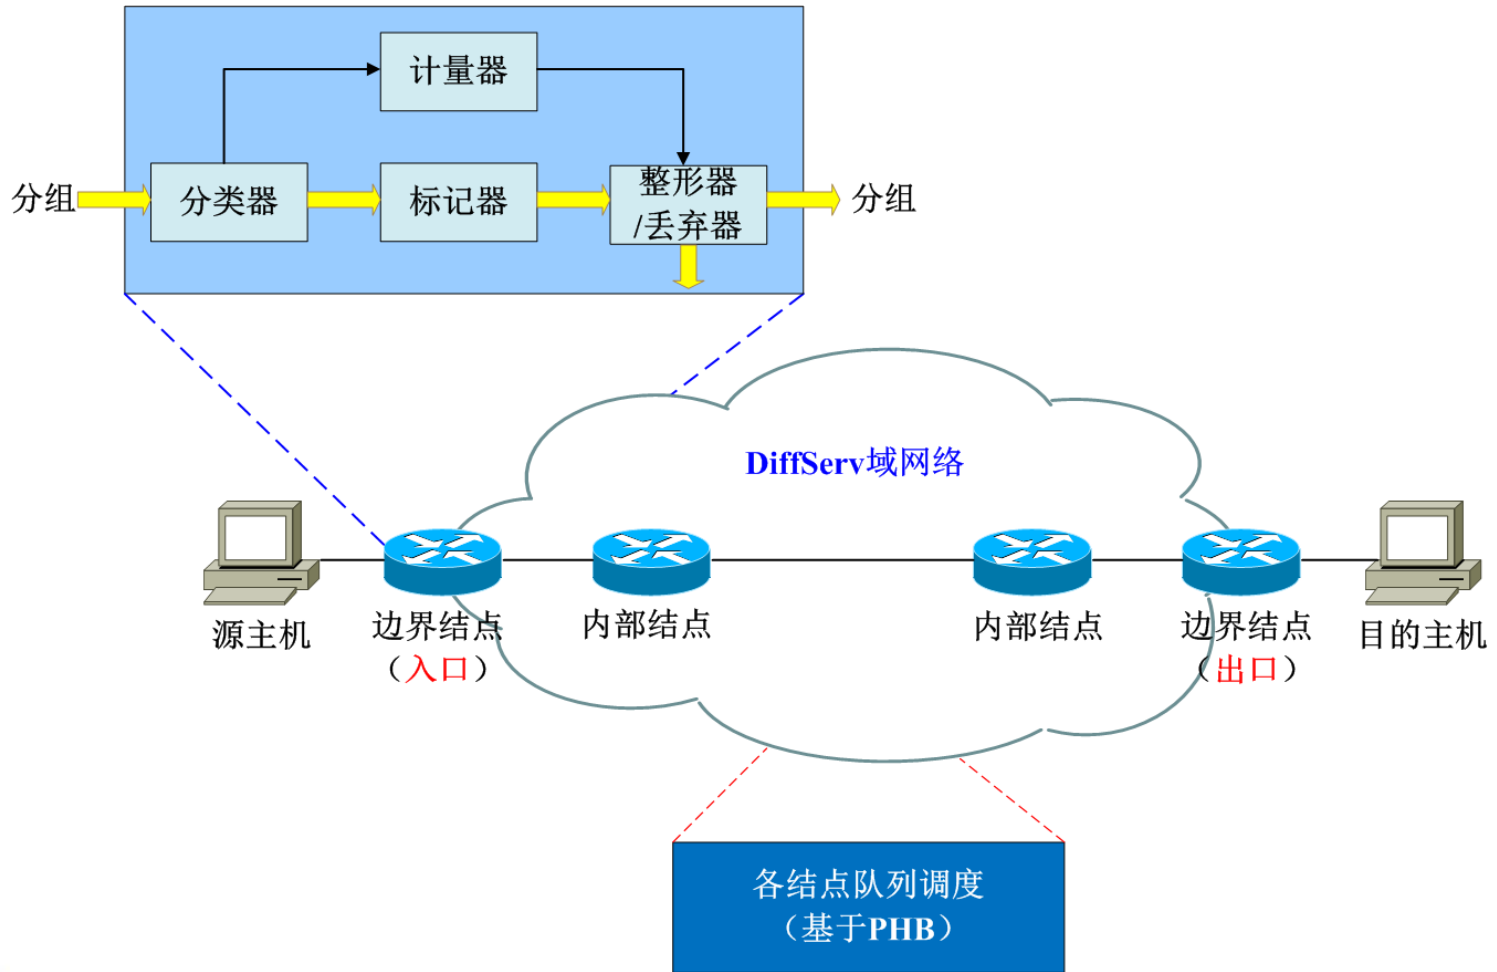 计量器
分组
分类器
标记器
整形器
/丢弃器
分组
DiffServ域网络
源主机
边界结点
（入口）
内部结点
内部结点
边界结点
（出口）
目的主机
各结点队列调度
（基于PHB）